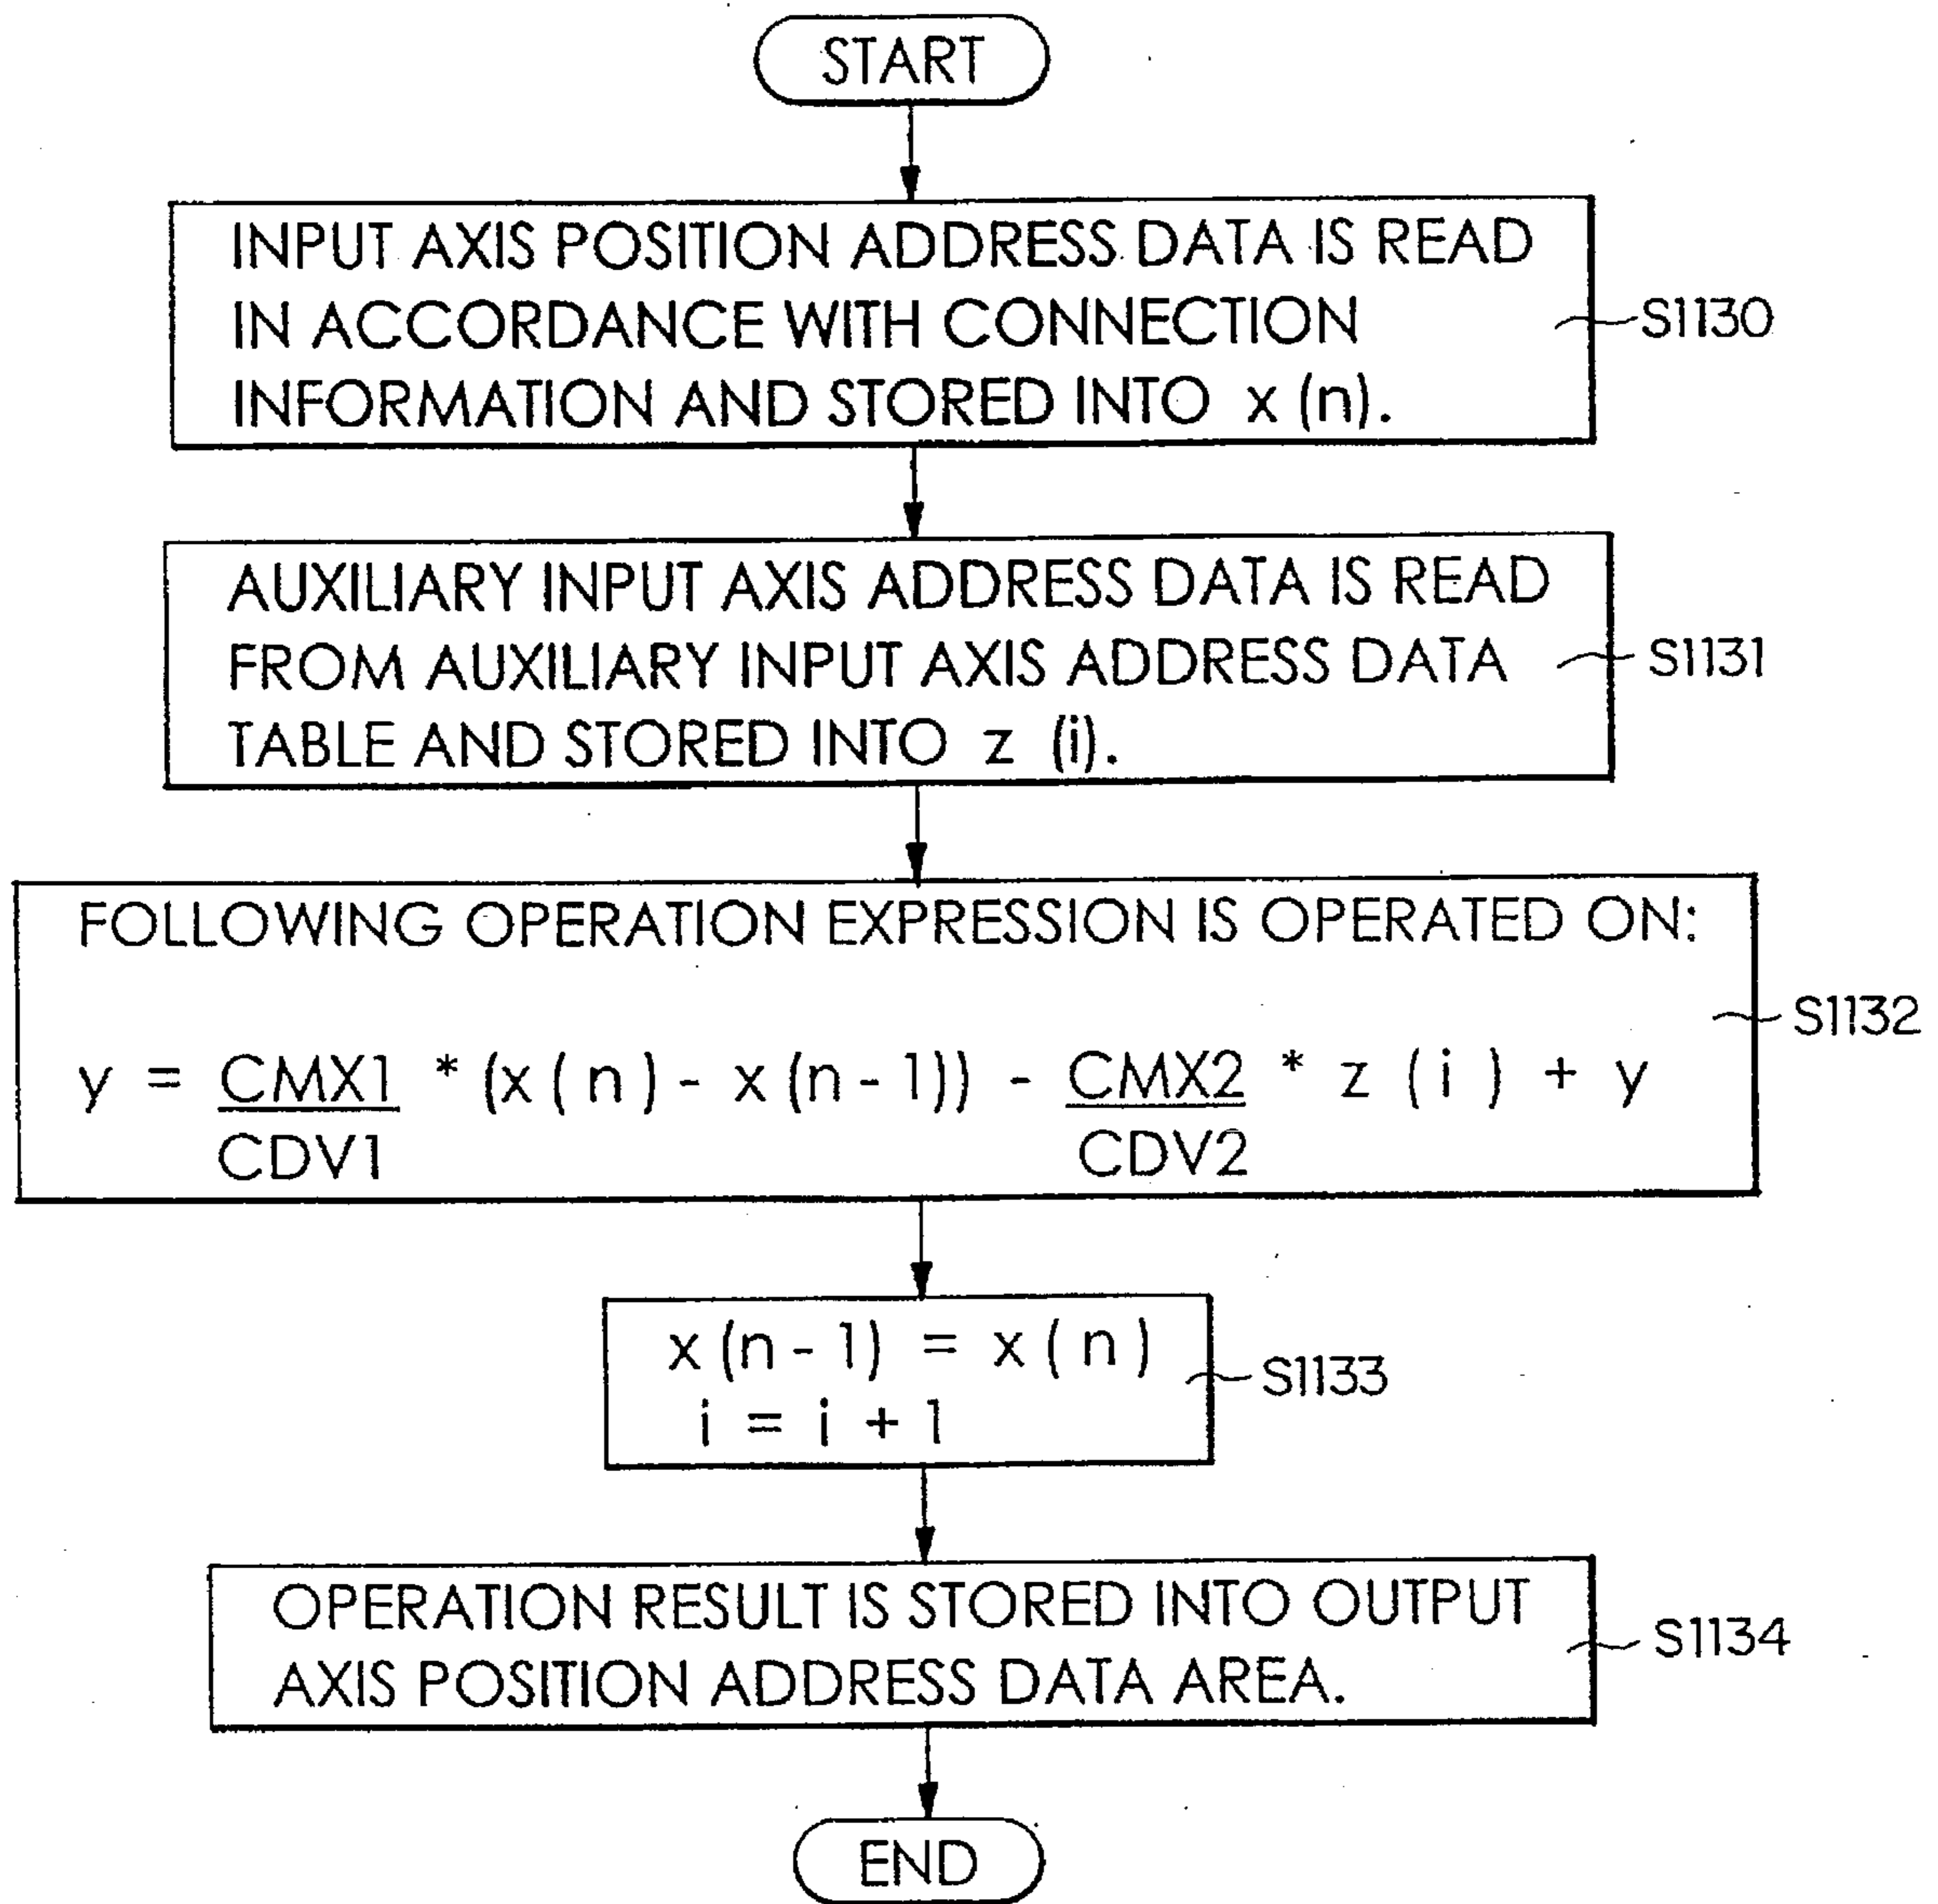 START
INPUT AXIS POSITION ADDRESS DATA IS READ
IN ACCORDANCE WITH CONNECTION
INFORMATION AND STORED INTO x (n).
S1130
AUXILIARY INPUT AXIS ADDRESS DATA IS READ
FROM AUXILIARY INPUT AXIS ADDRESS DATA
TABLE AND STORED INTO z (i).
S1131
FOLLOWING OPERATION EXPRESSION IS OPERATED ON:
y = CMX1 * (x ( n ) - x (n - 1)) - CMX2 * z ( i ) + y
CDV1 CDV2
S1132
x (n - 1) = x ( n )
i = i + 1
S1133
OPERATION RESULT IS STORED INTO OUTPUT
AXIS POSITION ADDRESS DATA AREA.
S1134
END